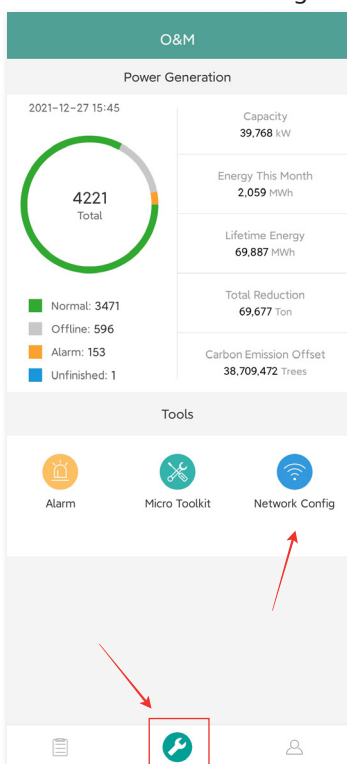 O&M
Power Generation
2021-12-27 15:45
4221
Total
Normal: 3471
Offline: 596
Alarm: 153
Unfinished: 1
Capacity
39,768 kW
Energy This Month
2,059 MWh
Lifetime Energy
69,887 MWh
Total Reduction
69,677 Ton
Carbon Emission Offset
38,709,472 Trees
Tools
Alarm
Micro Toolkit
Network Config